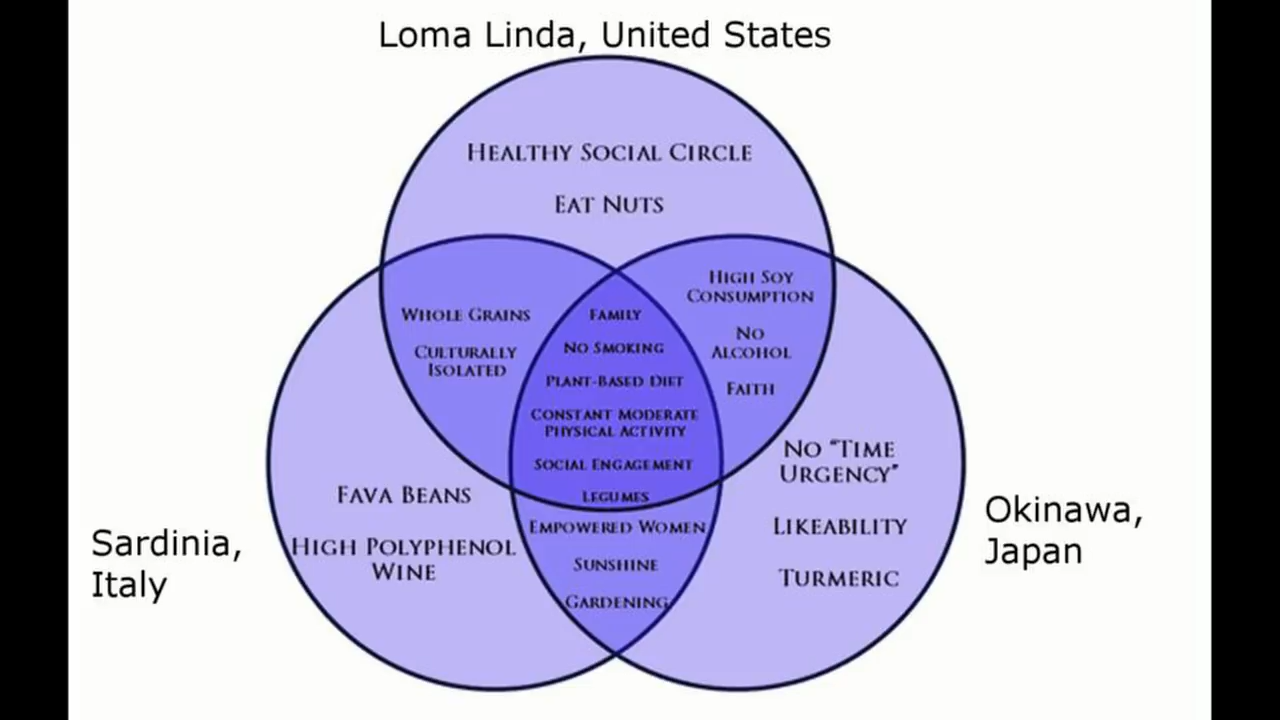 Loma Linda, United States
HEALTHY SOCIAL CIRCLE
EAT NUTS
WHOLE GRAINS
CULTURALLY
ISOLATED
FAMILY
NO SMOKING
PLANT-BASED DIET
CONSTANT MODERATE
PHYSICAL ACTIVITY
SOCIAL ENGAGEMENT
LEGUMES
HIGH SOY
CONSUMPTION
NO
ALCOHOL
FAITH
FAVA BEANS
HIGH POLYPHENOL
WINE
EMPOWERED WOMEN
SUNSHINE
GARDENING
NO "TIME
URGENCY"
LIKEABILITY
TURMERIC
Sardinia,
Italy
Okinawa,
Japan